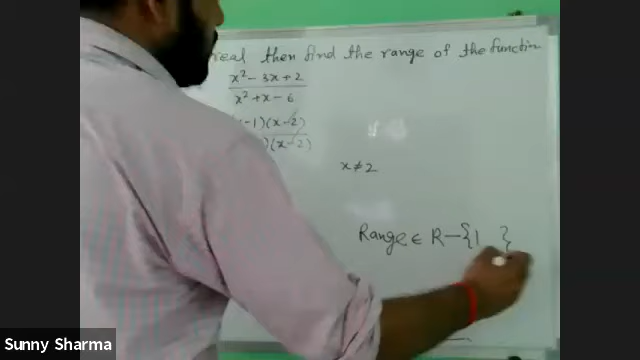 real then find the range of the function
x² - 3x + 2
x² + x - 6
-1)(x-2)
)(x-2)
x ≠ 2
Range ∈ R - {1 }
Sunny Sharma